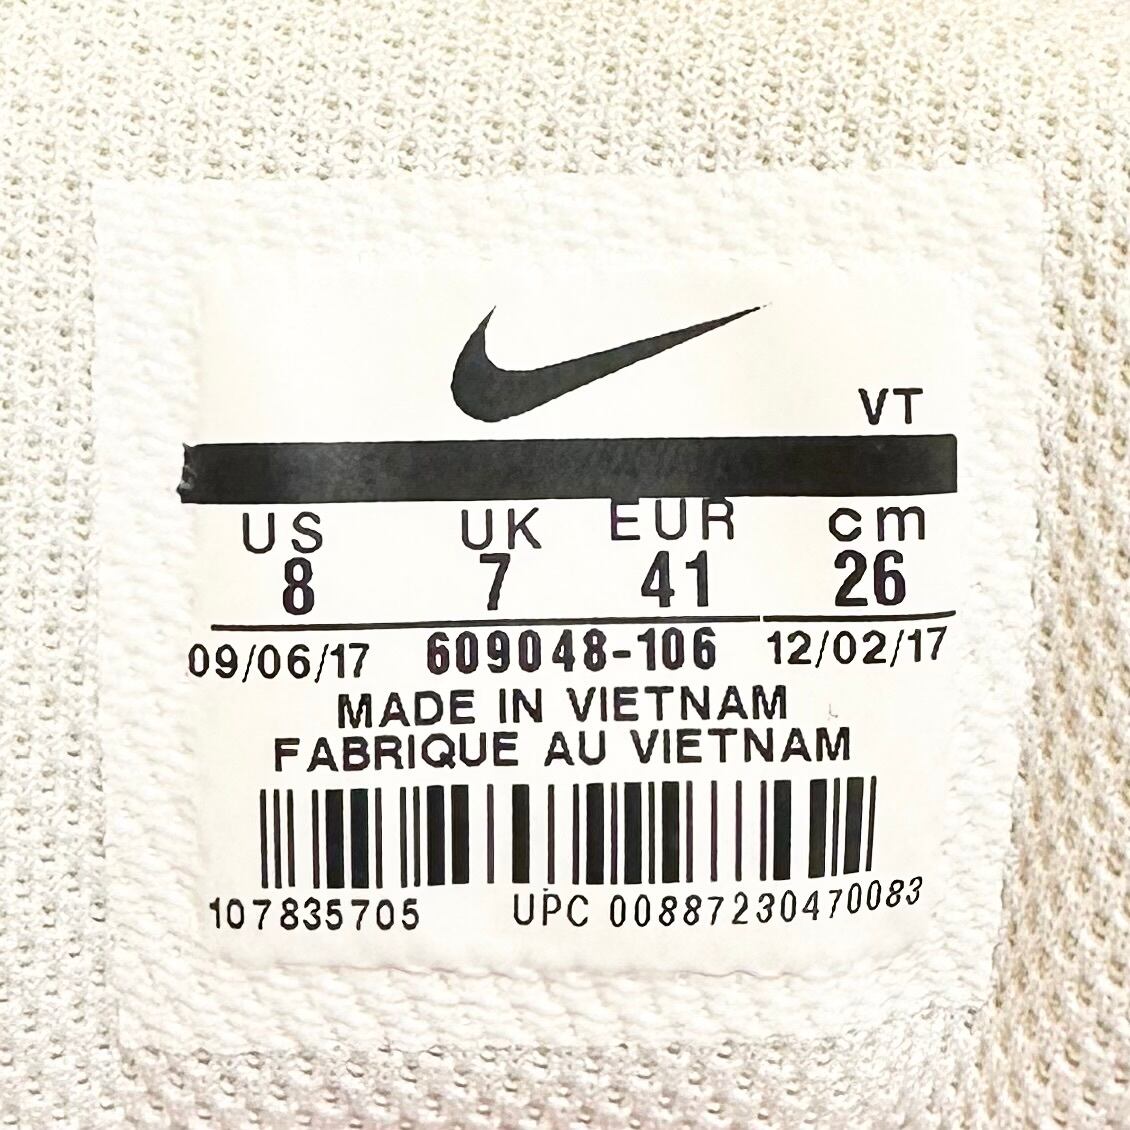 VT
US UK EUR cm
8 7 41 26
09/06/17 609048-106 12/02/17
MADE IN VIETNAM
FABRIQUE AU VIETNAM
107835705 UPC 00887230470083